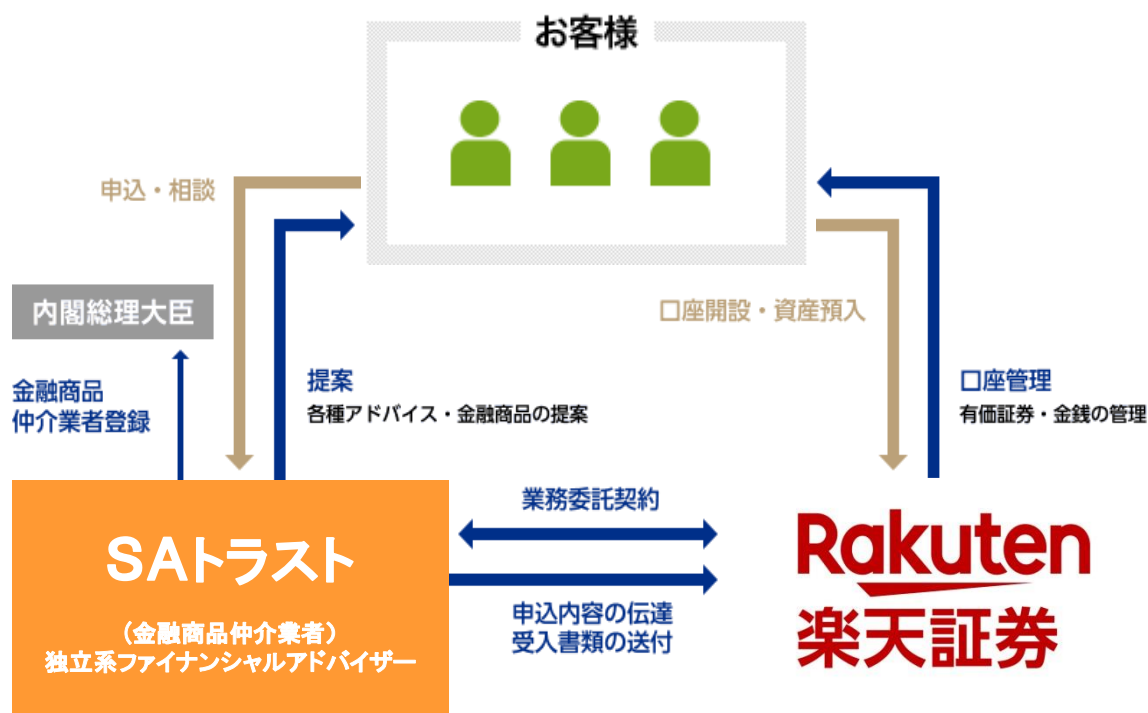 お客様
申込・相談
内閣総理大臣
口座開設・資産預入
金融商品
仲介業者登録
提案
各種アドバイス・金融商品の提案
口座管理
有価証券・金銭の管理
業務委託契約
SAトラスト
（金融商品仲介業者）
独立系ファイナンシャルアドバイザー
申込内容の伝達
受入書類の送付
Rakuten
楽天証券